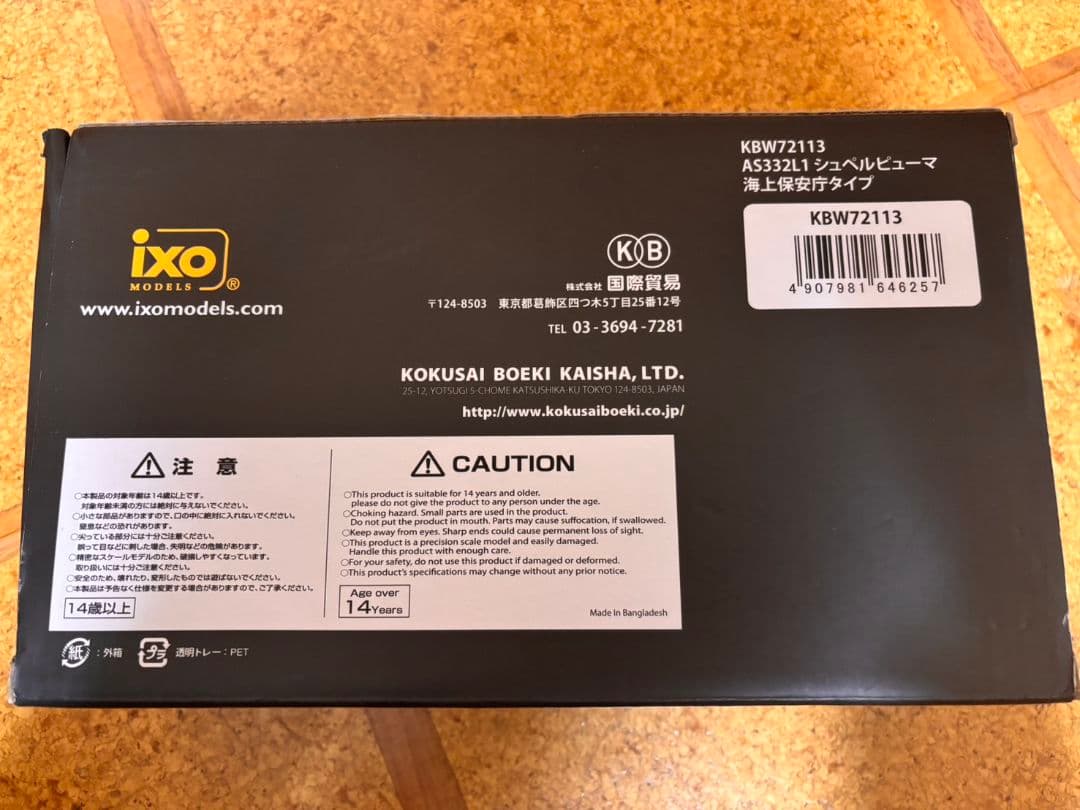 KBW72113
AS332L1 シュペルピューマ
海上保安庁タイプ
KBW72113
4 907981 646257
ixo
MODELS ®
www.ixomodels.com
KB
株式会社 国際貿易
〒124-8503 東京都葛飾区四つ木5丁目25番12号
TEL 03-3694-7281
KOKUSAI BOEKI KAISHA, LTD.
25-12, YOTSUGI 5-CHOME KATSUSHIKA-KU TOKYO 124-8503, JAPAN
http://www.kokusaiboeki.co.jp/
注 意
○本製品の対象年齢は14歳以上です。
対象年齢未満の方には絶対に与えないでください。
○小さな部品がありますので、口の中に絶対に入れないでください。
窒息などの恐れがあります。
○尖っている部分には十分ご注意ください。
誤って目などに刺した場合、失明などの危険があります。
○精密なスケールモデルのため、破損しやすくなっています。
取り扱いには十分ご注意ください。
○安全のため、壊れたり、変形したものでは遊ばないでください。
○本製品は予告なく仕様を変更する場合がありますので、ご了承ください。
14歳以上
CAUTION
○This product is suitable for 14 years and older.
please do not give the product to any person under the age.
○Choking hazard. Small parts are used in the product.
Do not put the product in mouth. Parts may cause suffocation, if swallowed.
○Keep away from eyes. Sharp ends could cause permanent loss of sight.
○This product is a precision scale model and easily damaged.
Handle this product with enough care.
○For your safety, do not use this product if damaged or deformed.
○This product's specifications may change without any prior notice.
Age over
14 Years
Made In Bangladesh
紙 : 外箱 プラ 透明トレー : PET